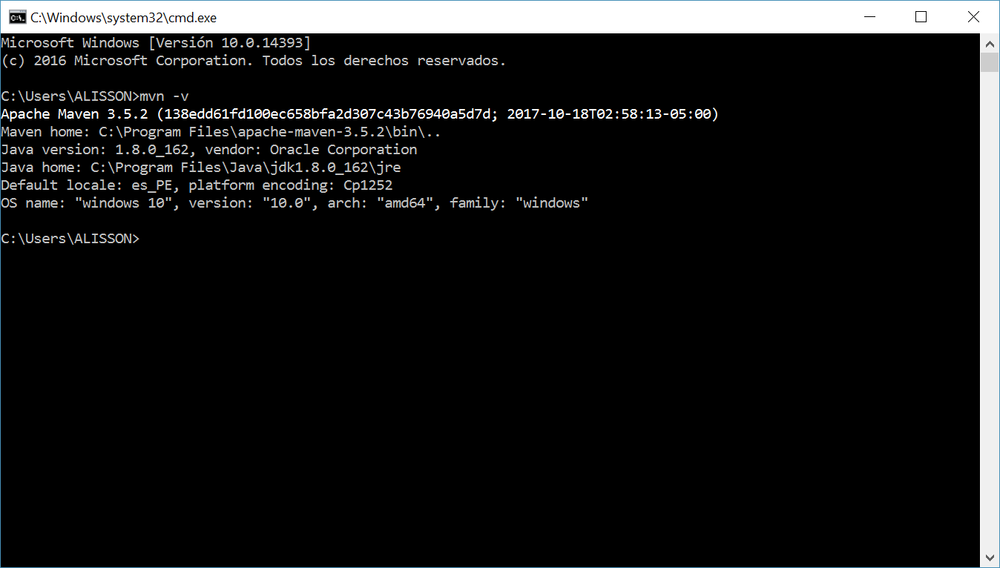 C:\Windows\system32\cmd.exe
Microsoft Windows [Versión 10.0.14393]
(c) 2016 Microsoft Corporation. Todos los derechos reservados.
C:\Users\ALISSON>mvn -v
Apache Maven 3.5.2 (138edd61fd100ec658bfa2d307c43b76940a5d7d; 2017-10-18T02:58:13-05:00)
Maven home: C:\Program Files\apache-maven-3.5.2\bin\..
Java version: 1.8.0_162, vendor: Oracle Corporation
Java home: C:\Program Files\Java\jdk1.8.0_162\jre
Default locale: es_PE, platform encoding: Cp1252
OS name: "windows 10", version: "10.0", arch: "amd64", family: "windows"
C:\Users\ALISSON>